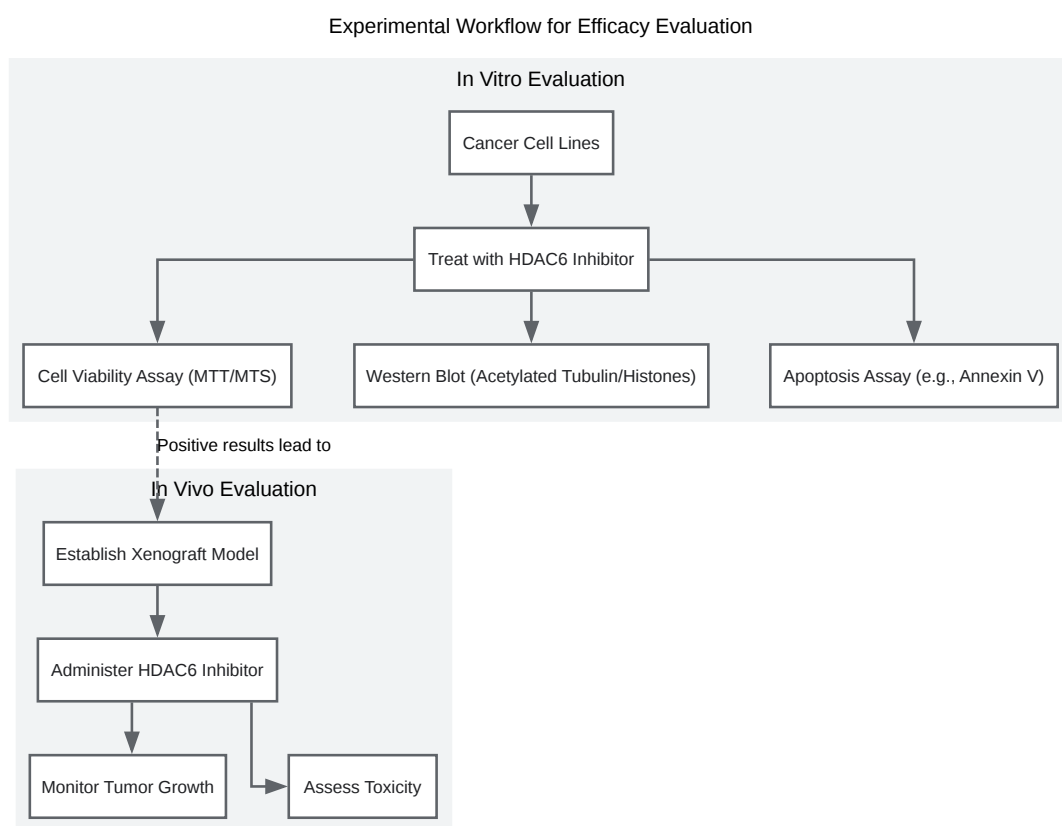 Experimental Workflow for Efficacy Evaluation
In Vitro Evaluation
Cancer Cell Lines
Treat with HDAC6 Inhibitor
Cell Viability Assay (MTT/MTS)
Western Blot (Acetylated Tubulin/Histones)
Apoptosis Assay (e.g., Annexin V)
Positive results lead to
In Vivo Evaluation
Establish Xenograft Model
Administer HDAC6 Inhibitor
Monitor Tumor Growth
Assess Toxicity